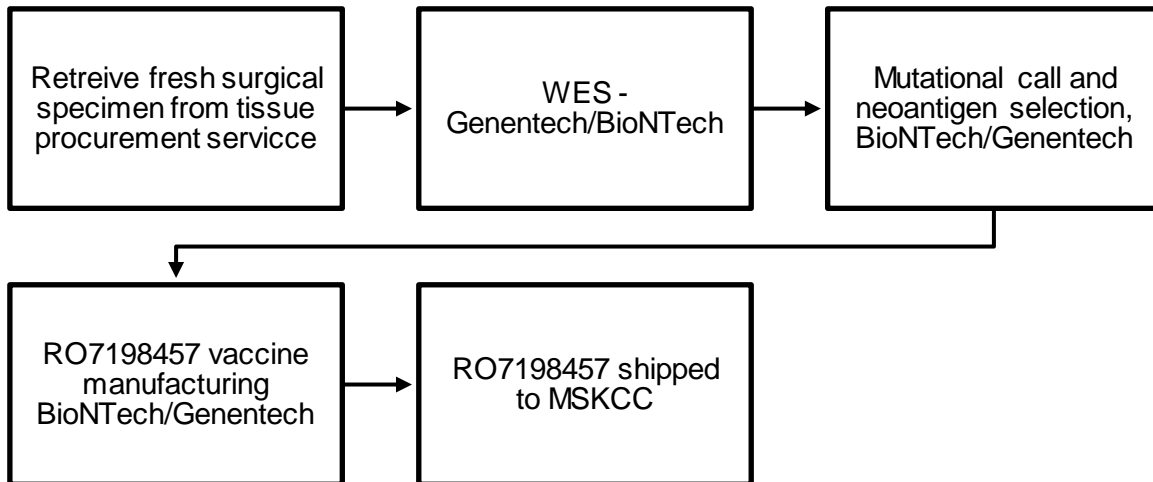 Retreive fresh surgical
specimen from tissue
procurement servicce
WES -
Genentech/BioNTech
Mutational call and
neoantigen selection,
BioNTech/Genentech
RO7198457 vaccine
manufacturing
BioNTech/Genentech
RO7198457 shipped
to MSKCC